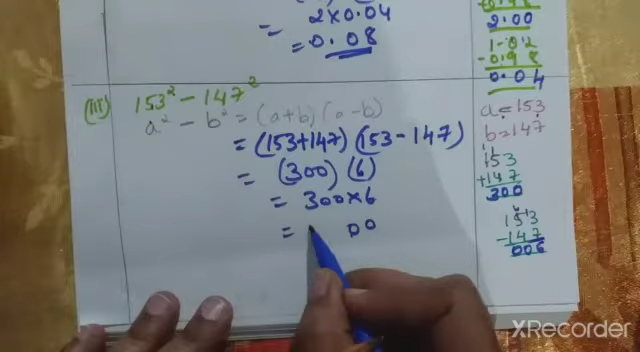 = 2×0.04
= 0.08
2.00
1.02
-0.98
0.04
(III) 153² - 147²
a² - b² = (a+b) (a-b)
= (153+147) (153-147)
= (300) (6)
= 300×6
= 00
a=153
b=147
153
+147
300
153
-147
006
XRecorder